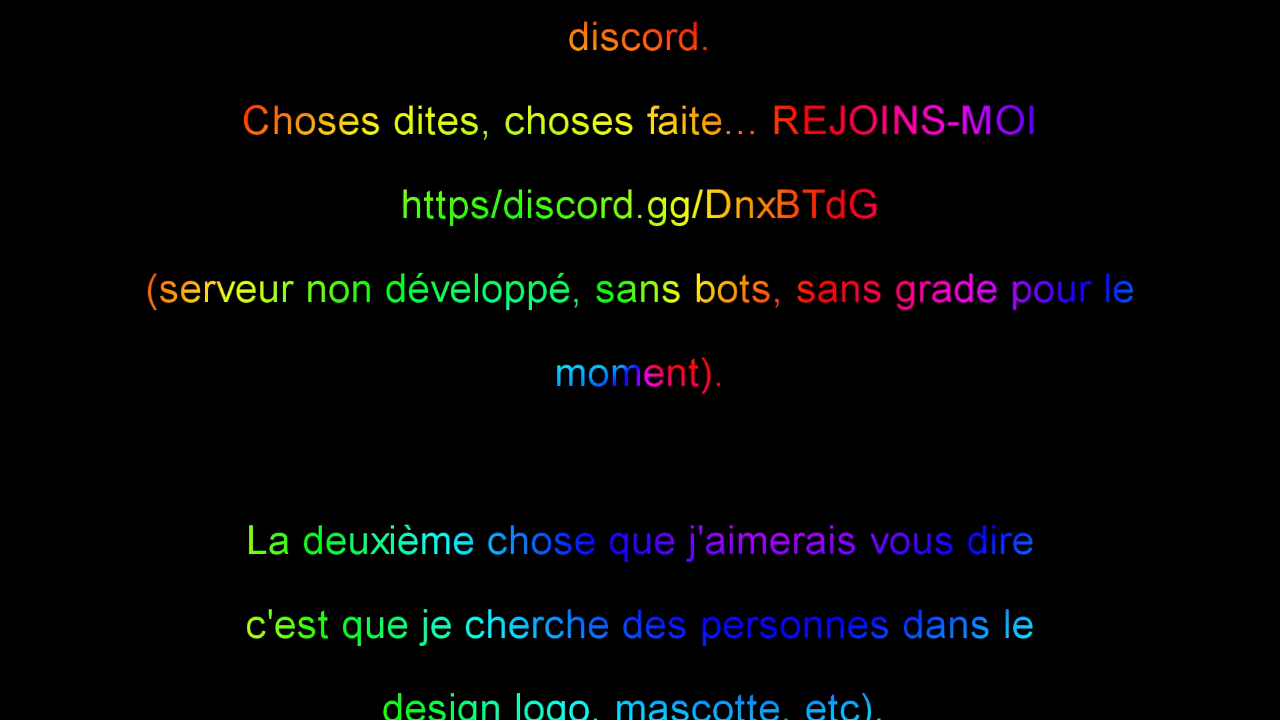 discord.
Choses dites, choses faite... REJOINS-MOI
https/discord.gg/DnxBTdG
(serveur non développé, sans bots, sans grade pour le
moment).
La deuxième chose que j'aimerais vous dire
c'est que je cherche des personnes dans le
design logo, mascotte, etc).